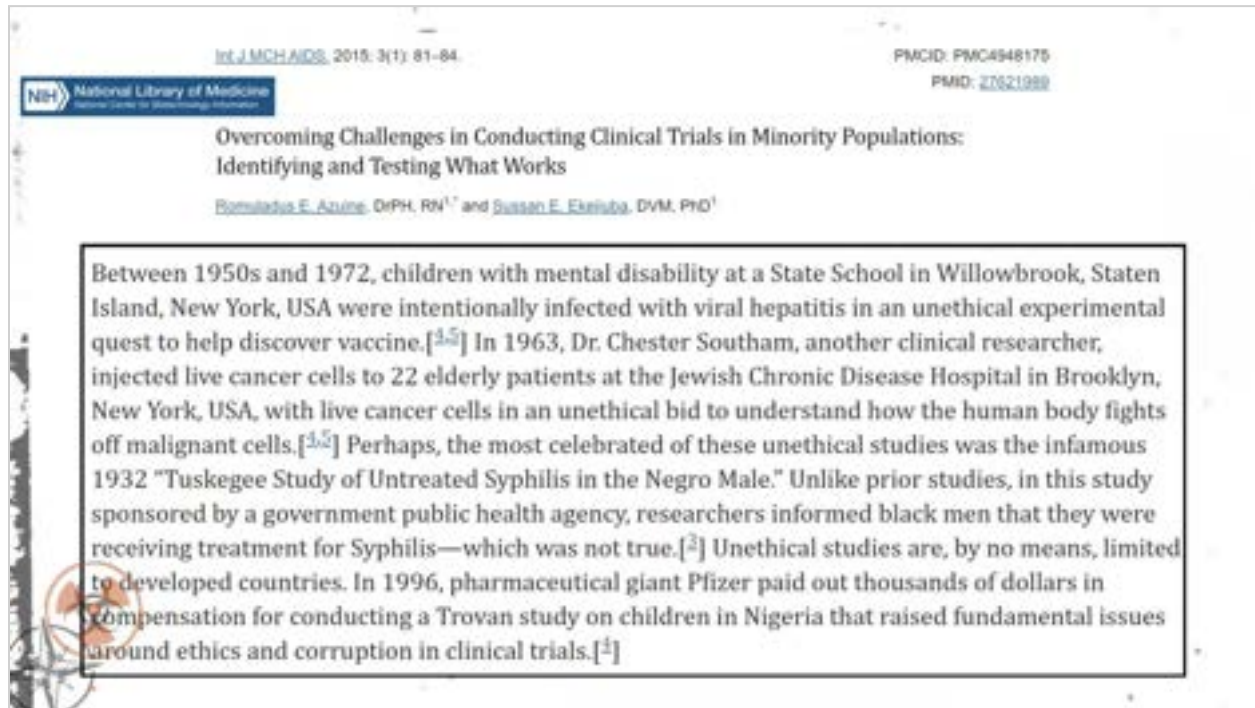 Int J MCH AIDS. 2015; 3(1): 81–84.
PMCID: PMC4948175
PMID: 27621989
NIH National Library of Medicine
National Center for Biotechnology Information
Overcoming Challenges in Conducting Clinical Trials in Minority Populations:
Identifying and Testing What Works
Romuladus E. Azuine, DrPH, RN1,* and Sussan E. Ekejiuba, DVM, PhD1
Between 1950s and 1972, children with mental disability at a State School in Willowbrook, Staten
Island, New York, USA were intentionally infected with viral hepatitis in an unethical experimental
quest to help discover vaccine.[4,5] In 1963, Dr. Chester Southam, another clinical researcher,
injected live cancer cells to 22 elderly patients at the Jewish Chronic Disease Hospital in Brooklyn,
New York, USA, with live cancer cells in an unethical bid to understand how the human body fights
off malignant cells.[4,5] Perhaps, the most celebrated of these unethical studies was the infamous
1932 “Tuskegee Study of Untreated Syphilis in the Negro Male.” Unlike prior studies, in this study
sponsored by a government public health agency, researchers informed black men that they were
receiving treatment for Syphilis—which was not true.[3] Unethical studies are, by no means, limited
to developed countries. In 1996, pharmaceutical giant Pfizer paid out thousands of dollars in
compensation for conducting a Trovan study on children in Nigeria that raised fundamental issues
around ethics and corruption in clinical trials.[4]